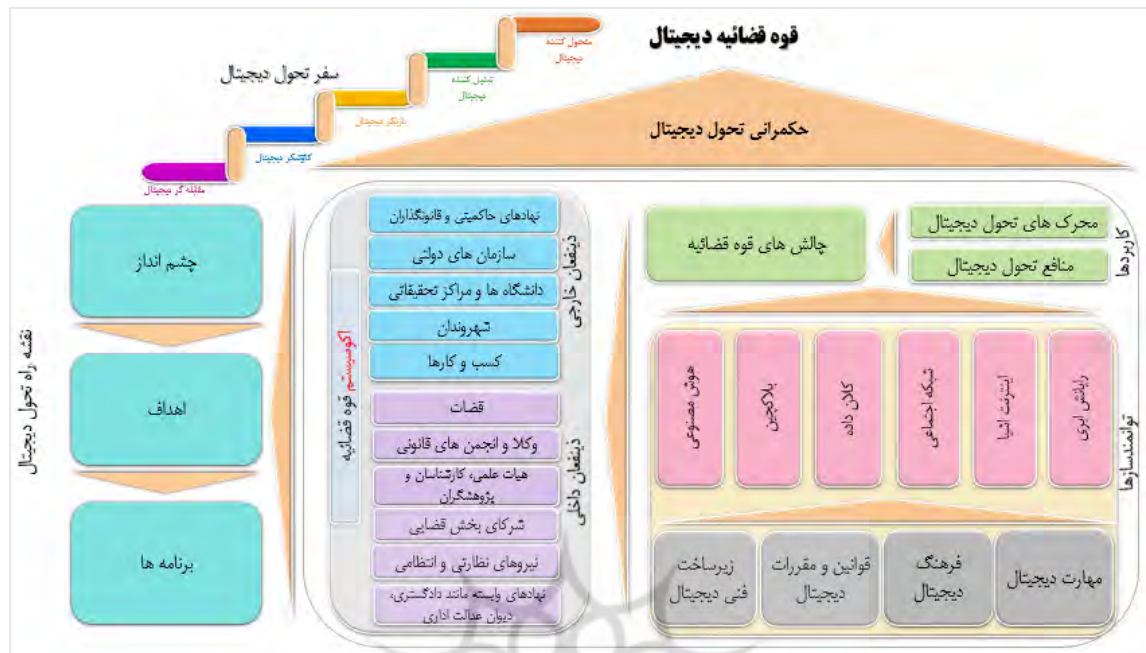 قوه قضائیه دیجیتال
حکمرانی تحول دیجیتال
سفر تحول دیجیتال
متحول کننده
دیجیتال
تبدیل کننده
دیجیتال
بازیگر دیجیتال
کاوشگر دیجیتال
مقابله گر دیجیتال
کاربردها
محرک های تحول دیجیتال
منافع تحول دیجیتال
چالش های قوه قضائیه
توانمندسازها
رایانش ابری
اینترنت اشیا
شبکه اجتماعی
کلان داده
بلاکچین
هوش مصنوعی
مهارت دیجیتال
فرهنگ
دیجیتال
قوانین و مقررات
دیجیتال
زیرساخت
فنی دیجیتال
ذینفعان خارجی
نهادهای حاکمیتی و قانونگذاران
سازمان های دولتی
دانشگاه ها و مراکز تحقیقاتی
شهروندان
کسب و کارها
ذینفعان داخلی
قضات
وکلا و انجمن های قانونی
هیات علمی، کارشناسان و
پژوهشگران
شرکای بخش قضایی
نیروهای نظارتی و انتظامی
نهادهای وابسته مانند دادگستری،
دیوان عدالت اداری
اکوسیستم قوه قضائیه
چشم انداز
اهداف
برنامه ها
نقشه راه تحول دیجیتال